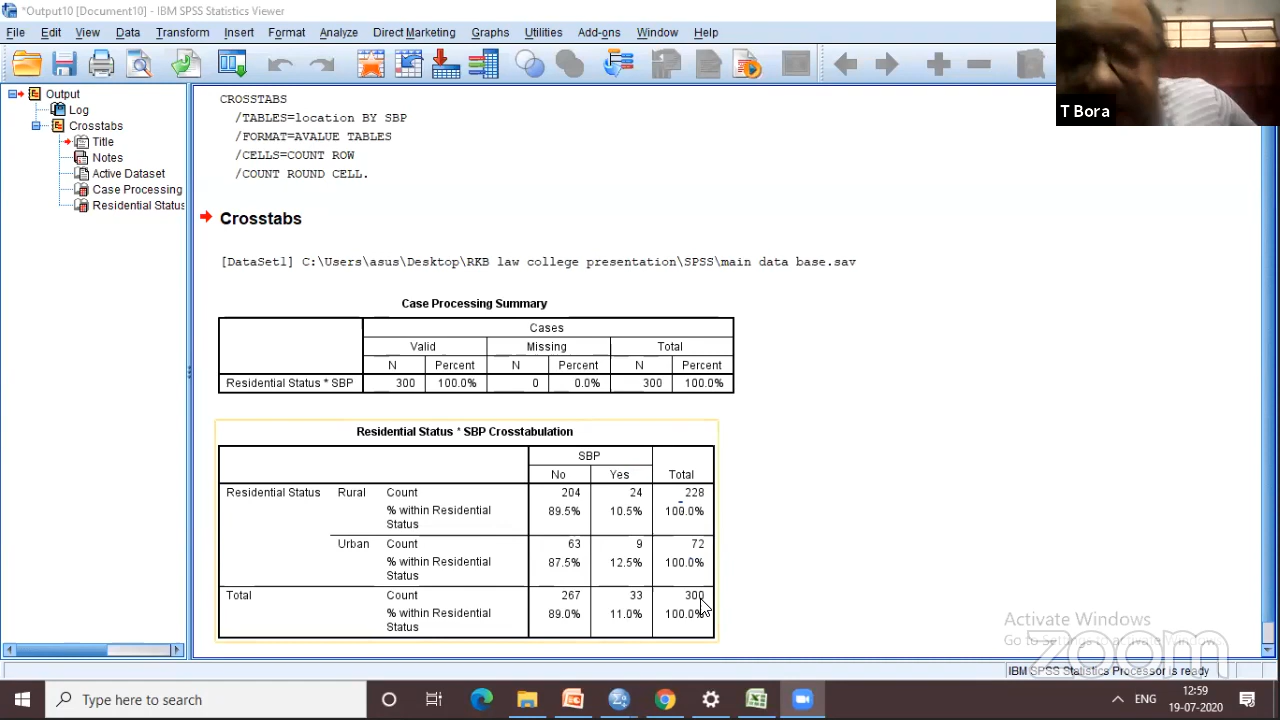 *Output10 [Document10] - IBM SPSS Statistics Viewer
File Edit View Data Transform Insert Format Analyze Direct Marketing Graphs Utilities Add-ons Window Help
T Bora
Output
Log
Crosstabs
Title
Notes
Active Dataset
Case Processing
Residential Status
CROSSTABS
/TABLES=location BY SBP
/FORMAT=AVALUE TABLES
/CELLS=COUNT ROW
/COUNT ROUND CELL.
Crosstabs
[DataSet1] C:\Users\asus\Desktop\RKB law college presentation\SPSS\main data base.sav
Case Processing Summary
Cases
Valid Missing Total
N Percent N Percent N Percent
Residential Status * SBP 300 100.0% 0 0.0% 300 100.0%
Residential Status * SBP Crosstabulation
SBP
No Yes Total
Residential Status Rural Count 204 24 228
% within Residential 89.5% 10.5% 100.0%
Status
Urban Count 63 9 72
% within Residential 87.5% 12.5% 100.0%
Status
Total Count 267 33 300
% within Residential 89.0% 11.0% 100.0%
Status
Activate Windows
Go to Settings to activate Windows.
zoom
IBM SPSS Statistics Processor is ready
Type here to search
ENG
12:59
19-07-2020